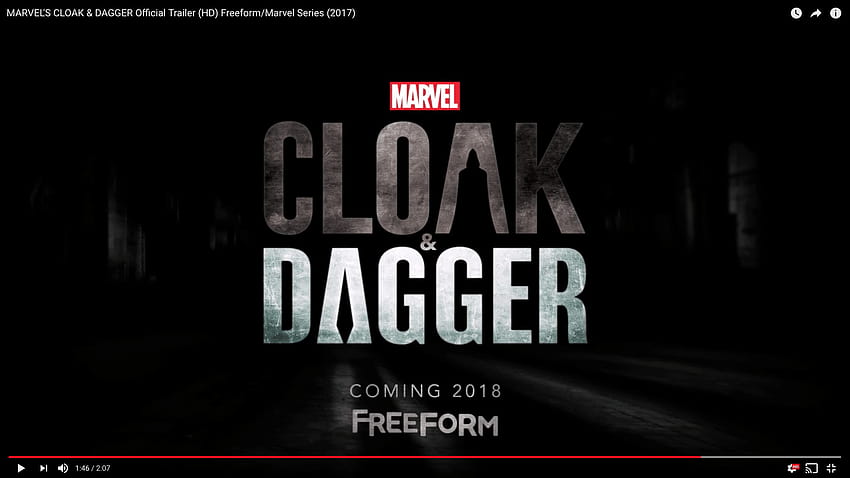 MARVEL'S CLOAK & DAGGER Official Trailer (HD) Freeform/Marvel Series (2017)
MARVEL
CLOAK
&
DAGGER
COMING 2018
FREEFORM
1:46 / 2:07